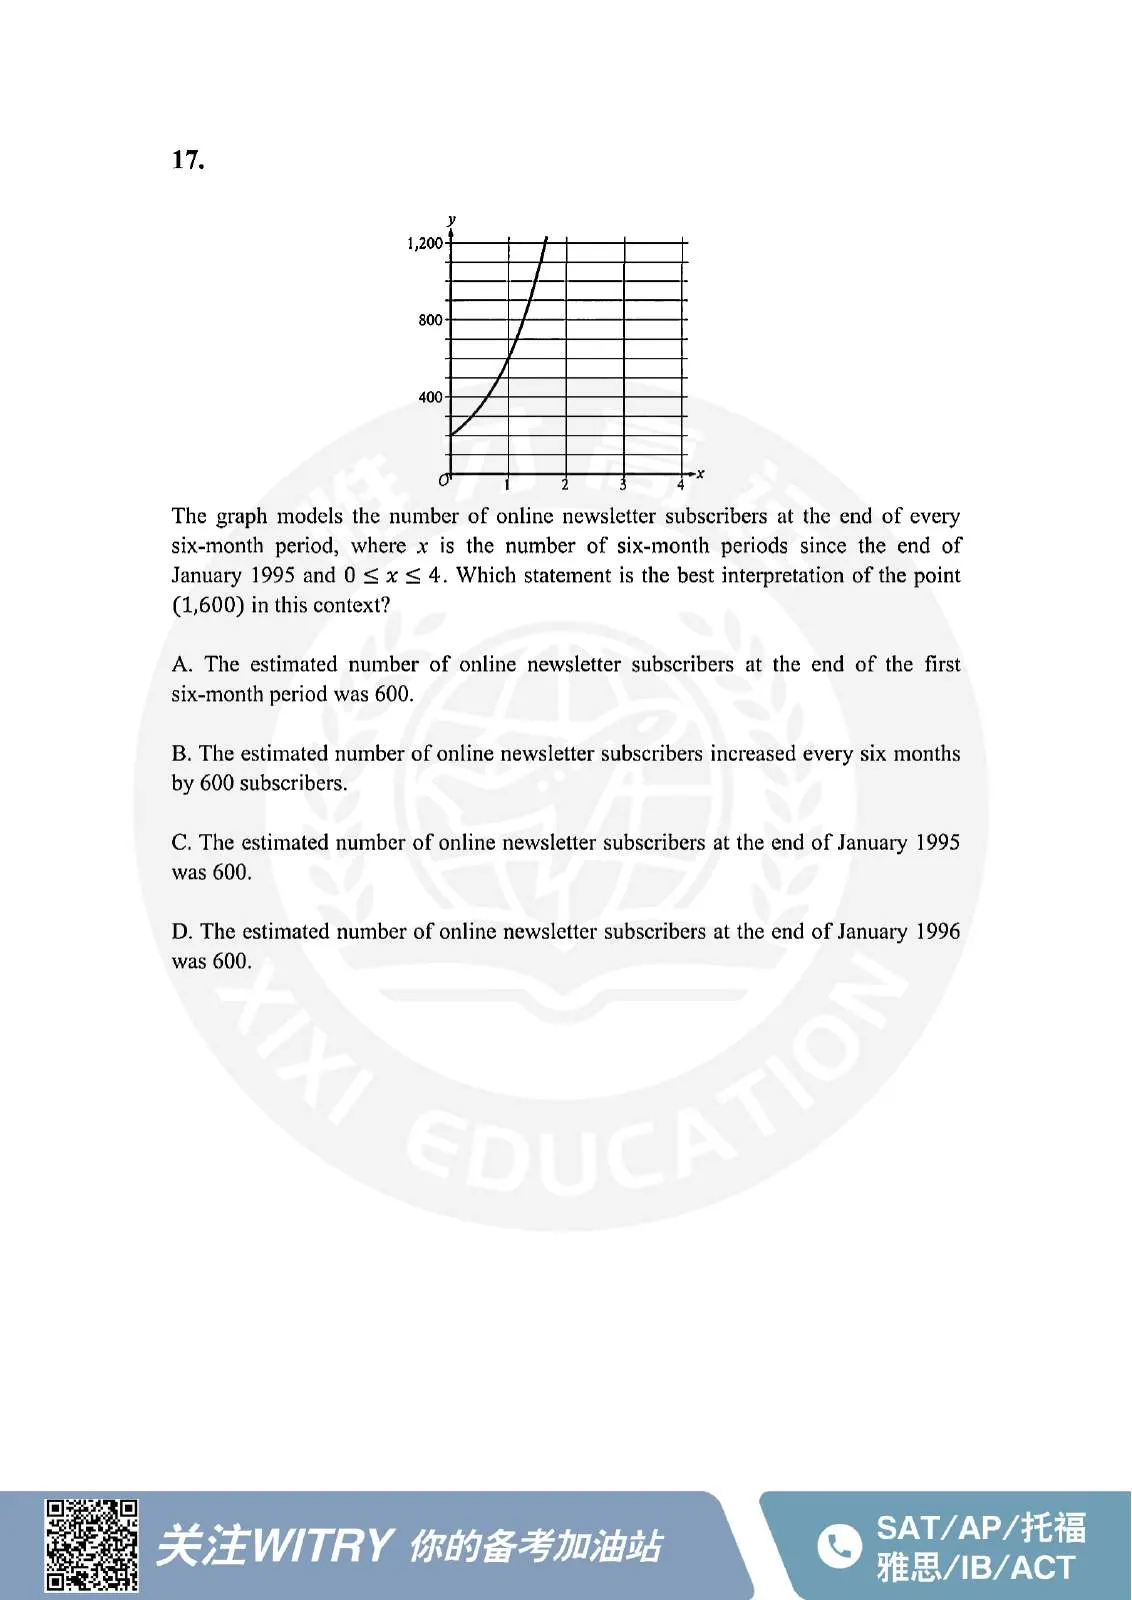 17.
y
1,200
800
400
O
1
2
3
4
x
The graph models the number of online newsletter subscribers at the end of every
six-month period, where x is the number of six-month periods since the end of
January 1995 and 0 ≤ x ≤ 4. Which statement is the best interpretation of the point
(1,600) in this context?
A. The estimated number of online newsletter subscribers at the end of the first
six-month period was 600.
B. The estimated number of online newsletter subscribers increased every six months
by 600 subscribers.
C. The estimated number of online newsletter subscribers at the end of January 1995
was 600.
D. The estimated number of online newsletter subscribers at the end of January 1996
was 600.
XIXI EDUCATION
关注WITRY 你的备考加油站
SAT/AP/托福
雅思/IB/ACT